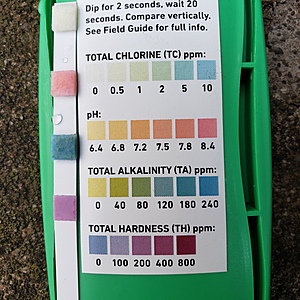 Dip for 2 seconds, wait 20
seconds. Compare vertically.
See Field Guide for full info.
TOTAL CHLORINE (TC) ppm:
0 0.5 1 2 5 10
pH:
6.4 6.8 7.2 7.5 7.8 8.4
TOTAL ALKALINITY (TA) ppm:
0 40 80 120 180 240
TOTAL HARDNESS (TH) ppm:
0 100 200 400 800